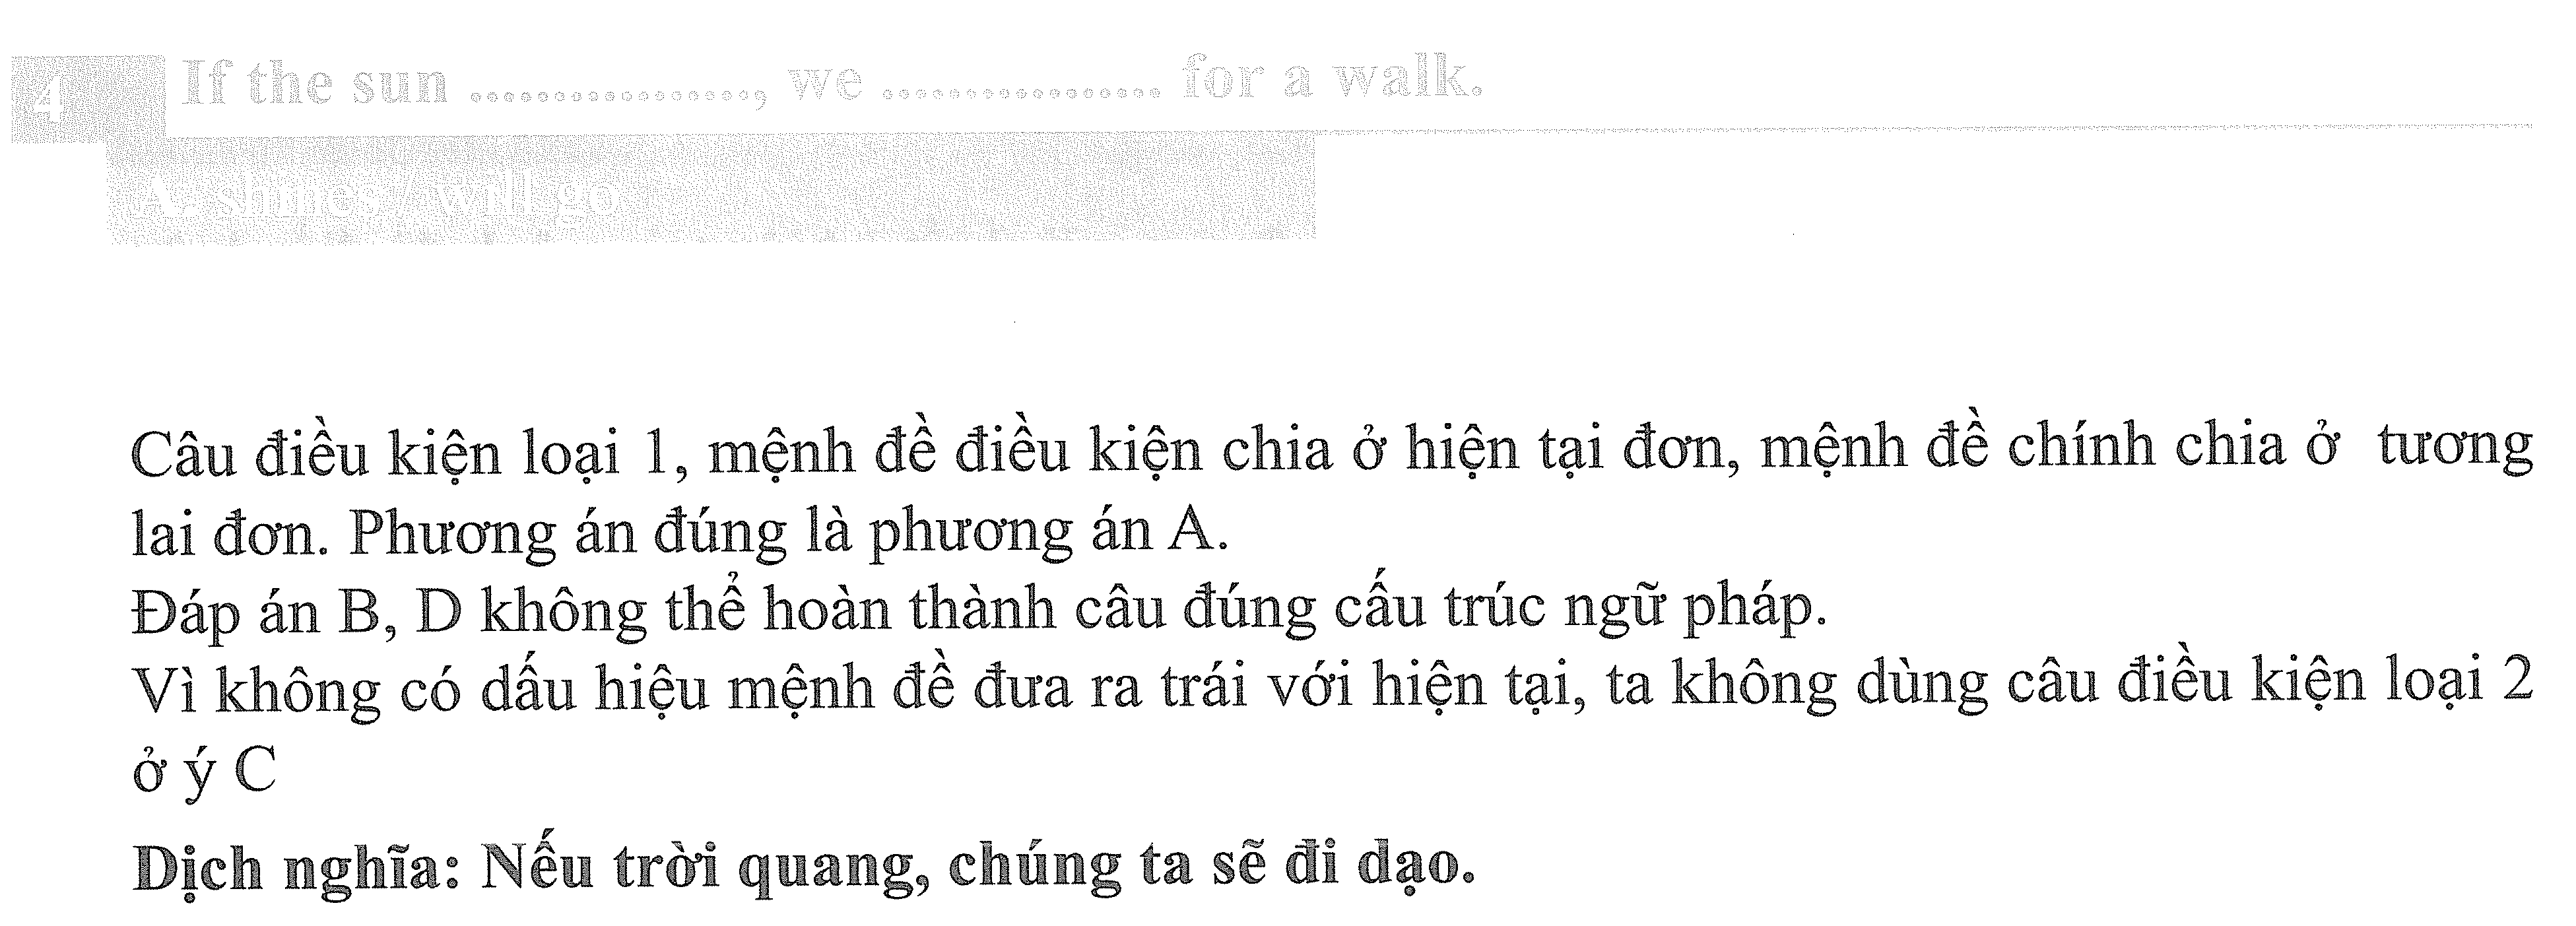 4 If the sun ................., we ................. for a walk.
A. shines / will go
Câu điều kiện loại 1, mệnh đề điều kiện chia ở hiện tại đơn, mệnh đề chính chia ở tương
lai đơn. Phương án đúng là phương án A.
Đáp án B, D không thể hoàn thành câu đúng cấu trúc ngữ pháp.
Vì không có dấu hiệu mệnh đề đưa ra trái với hiện tại, ta không dùng câu điều kiện loại 2
ở ý C
Dịch nghĩa: Nếu trời quang, chúng ta sẽ đi dạo.